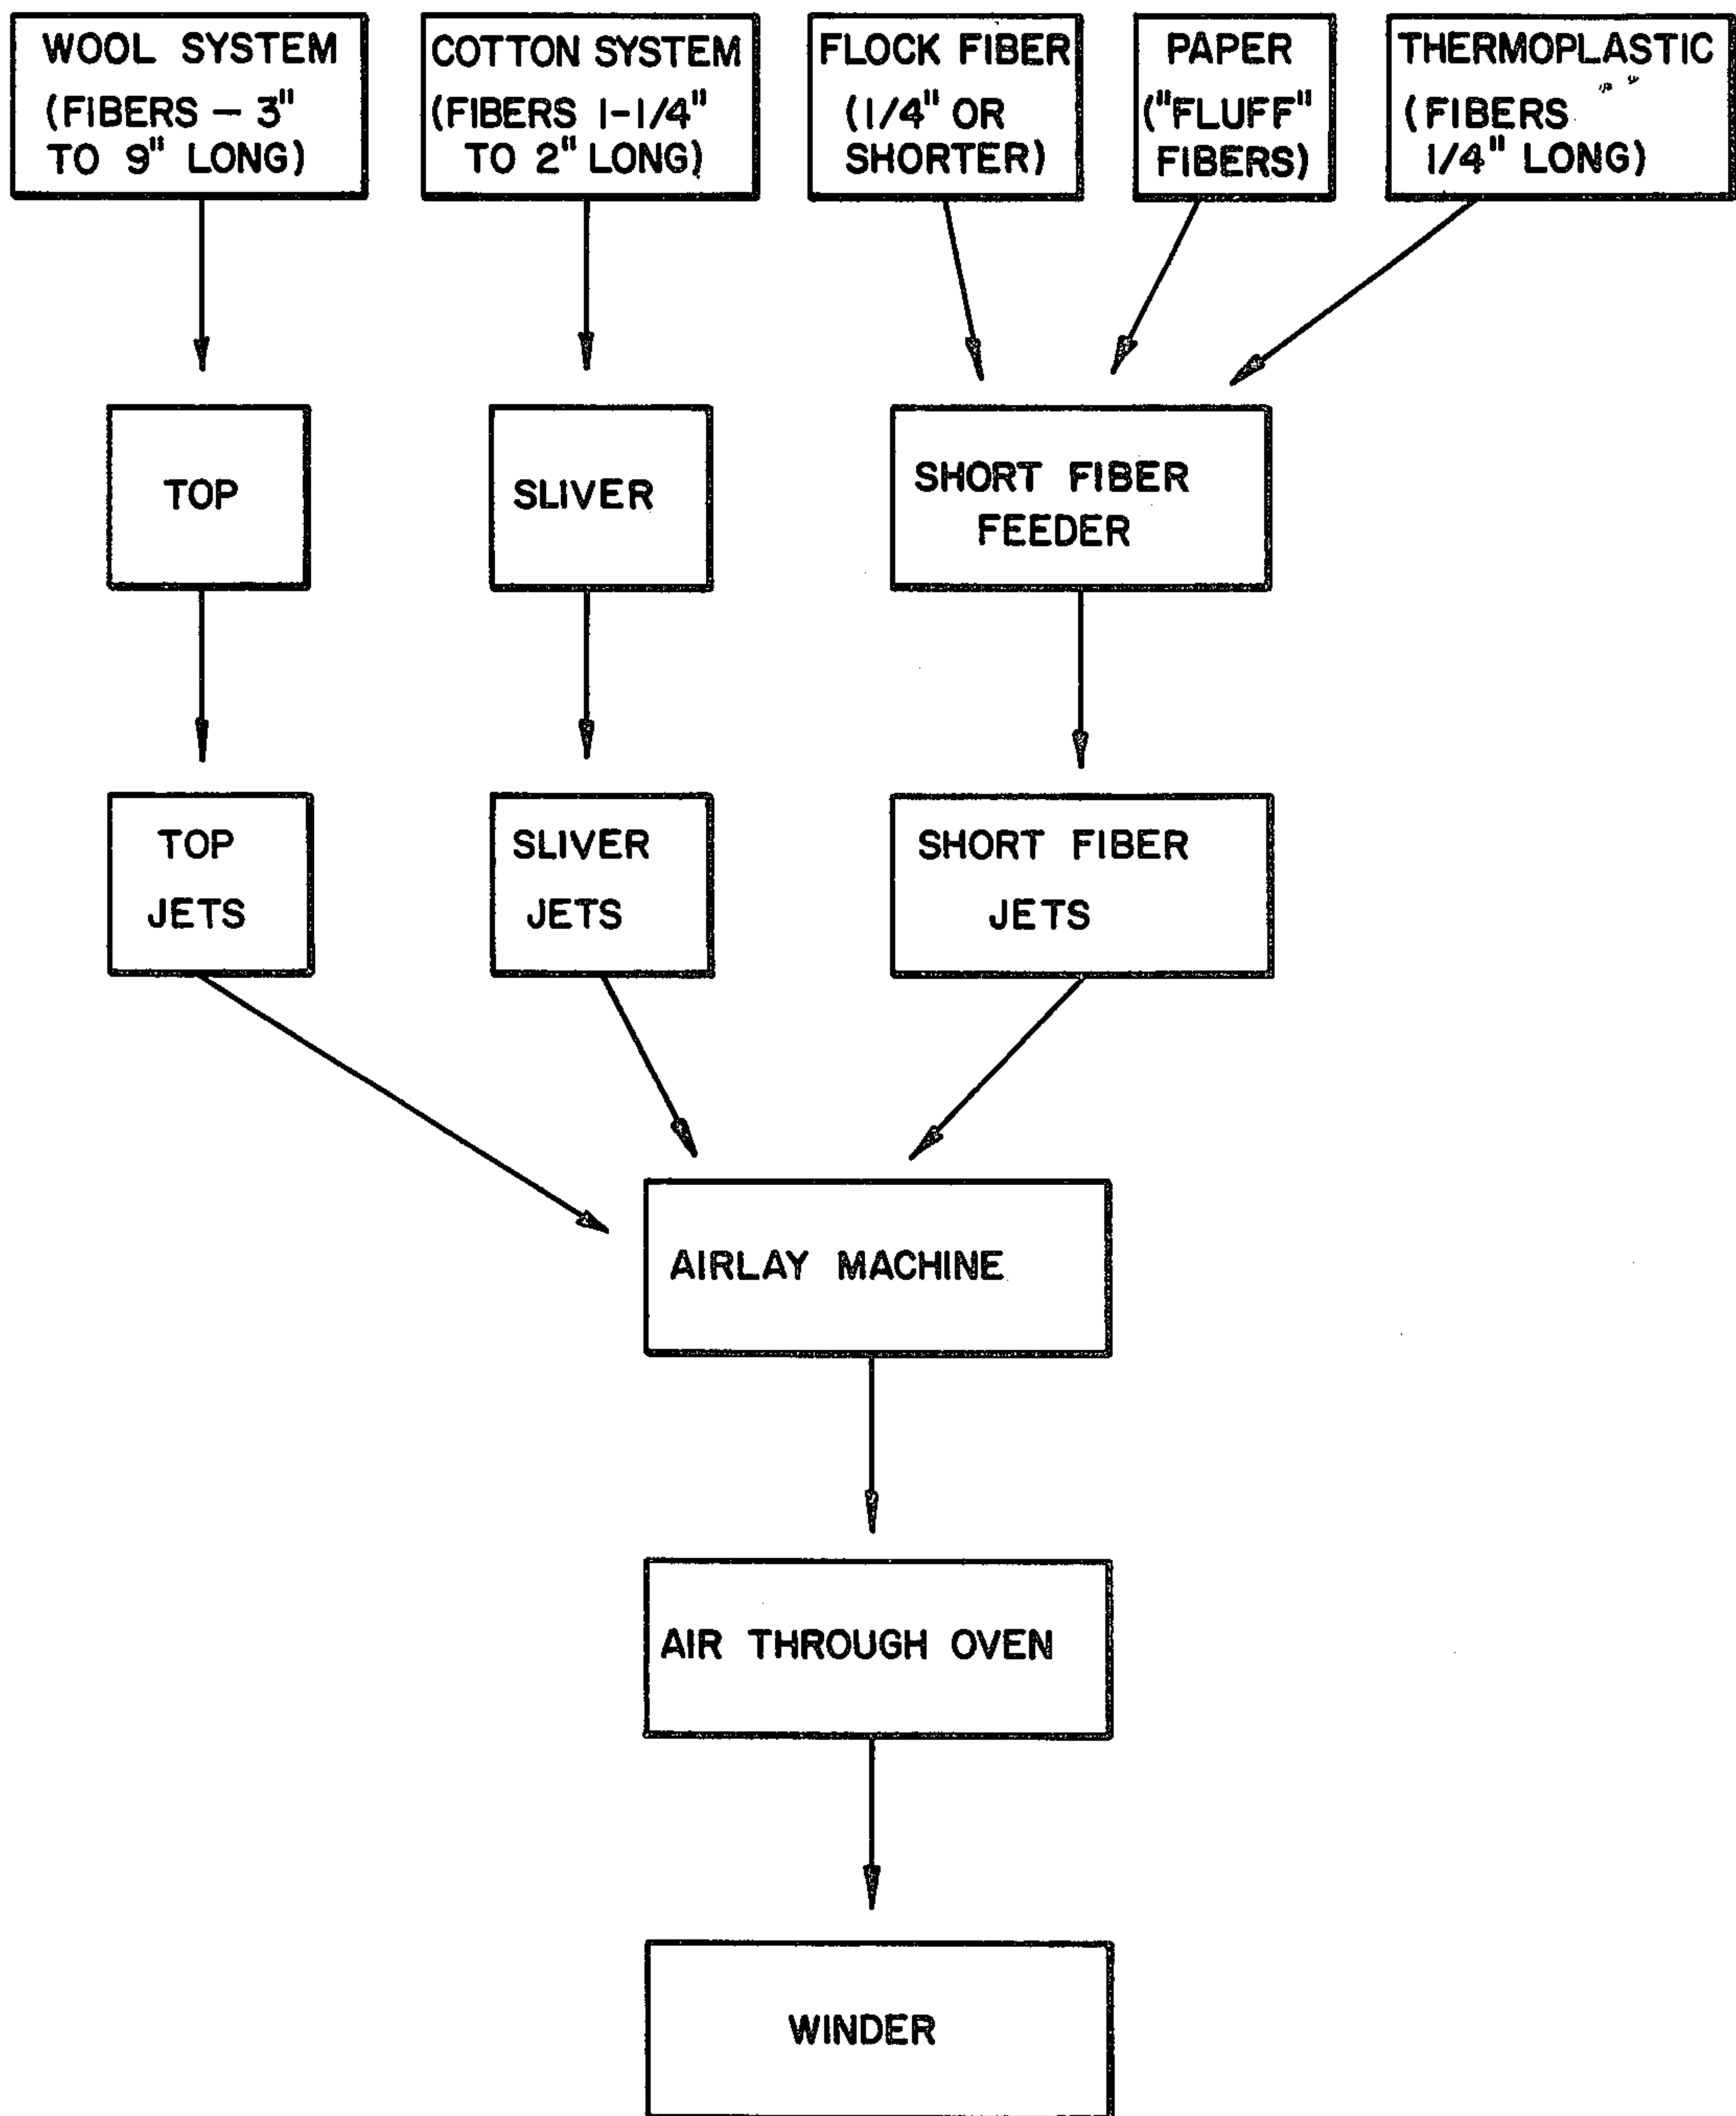 WOOL SYSTEM
(FIBERS — 3"
TO 9" LONG)
COTTON SYSTEM
(FIBERS 1-1/4"
TO 2" LONG)
FLOCK FIBER
(1/4" OR
SHORTER)
PAPER
("FLUFF"
FIBERS)
THERMOPLASTIC
(FIBERS
1/4" LONG)
TOP
SLIVER
SHORT FIBER
FEEDER
TOP
JETS
SLIVER
JETS
SHORT FIBER
JETS
AIRLAY MACHINE
AIR THROUGH OVEN
WINDER